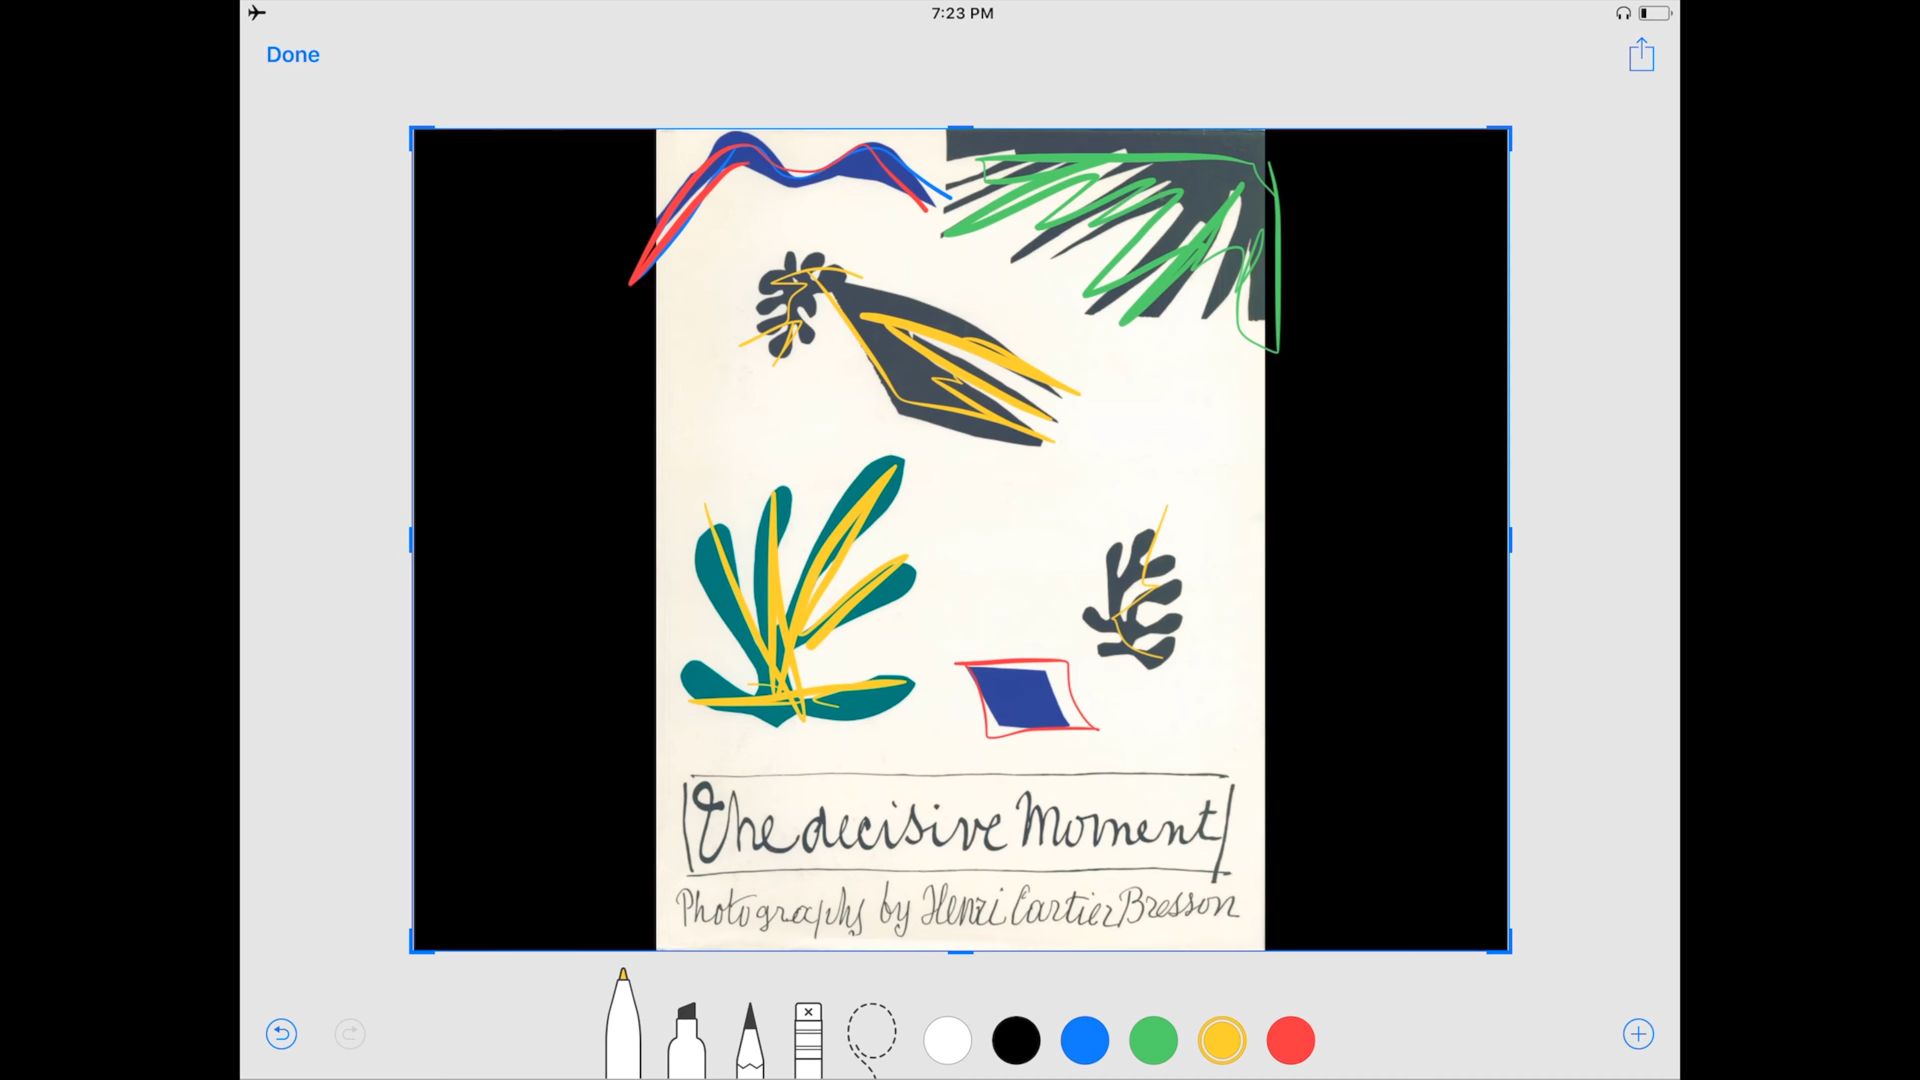 7:23 PM
Done
The decisive Moment
Photographs by Henri Cartier Bresson